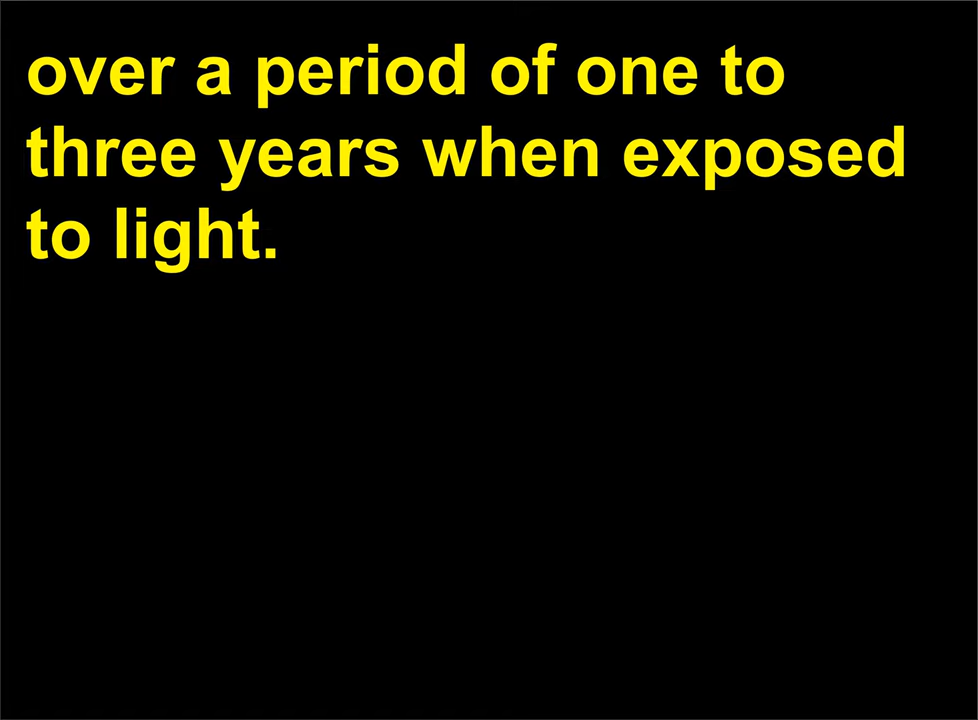 over a period of one to
three years when exposed
to light.